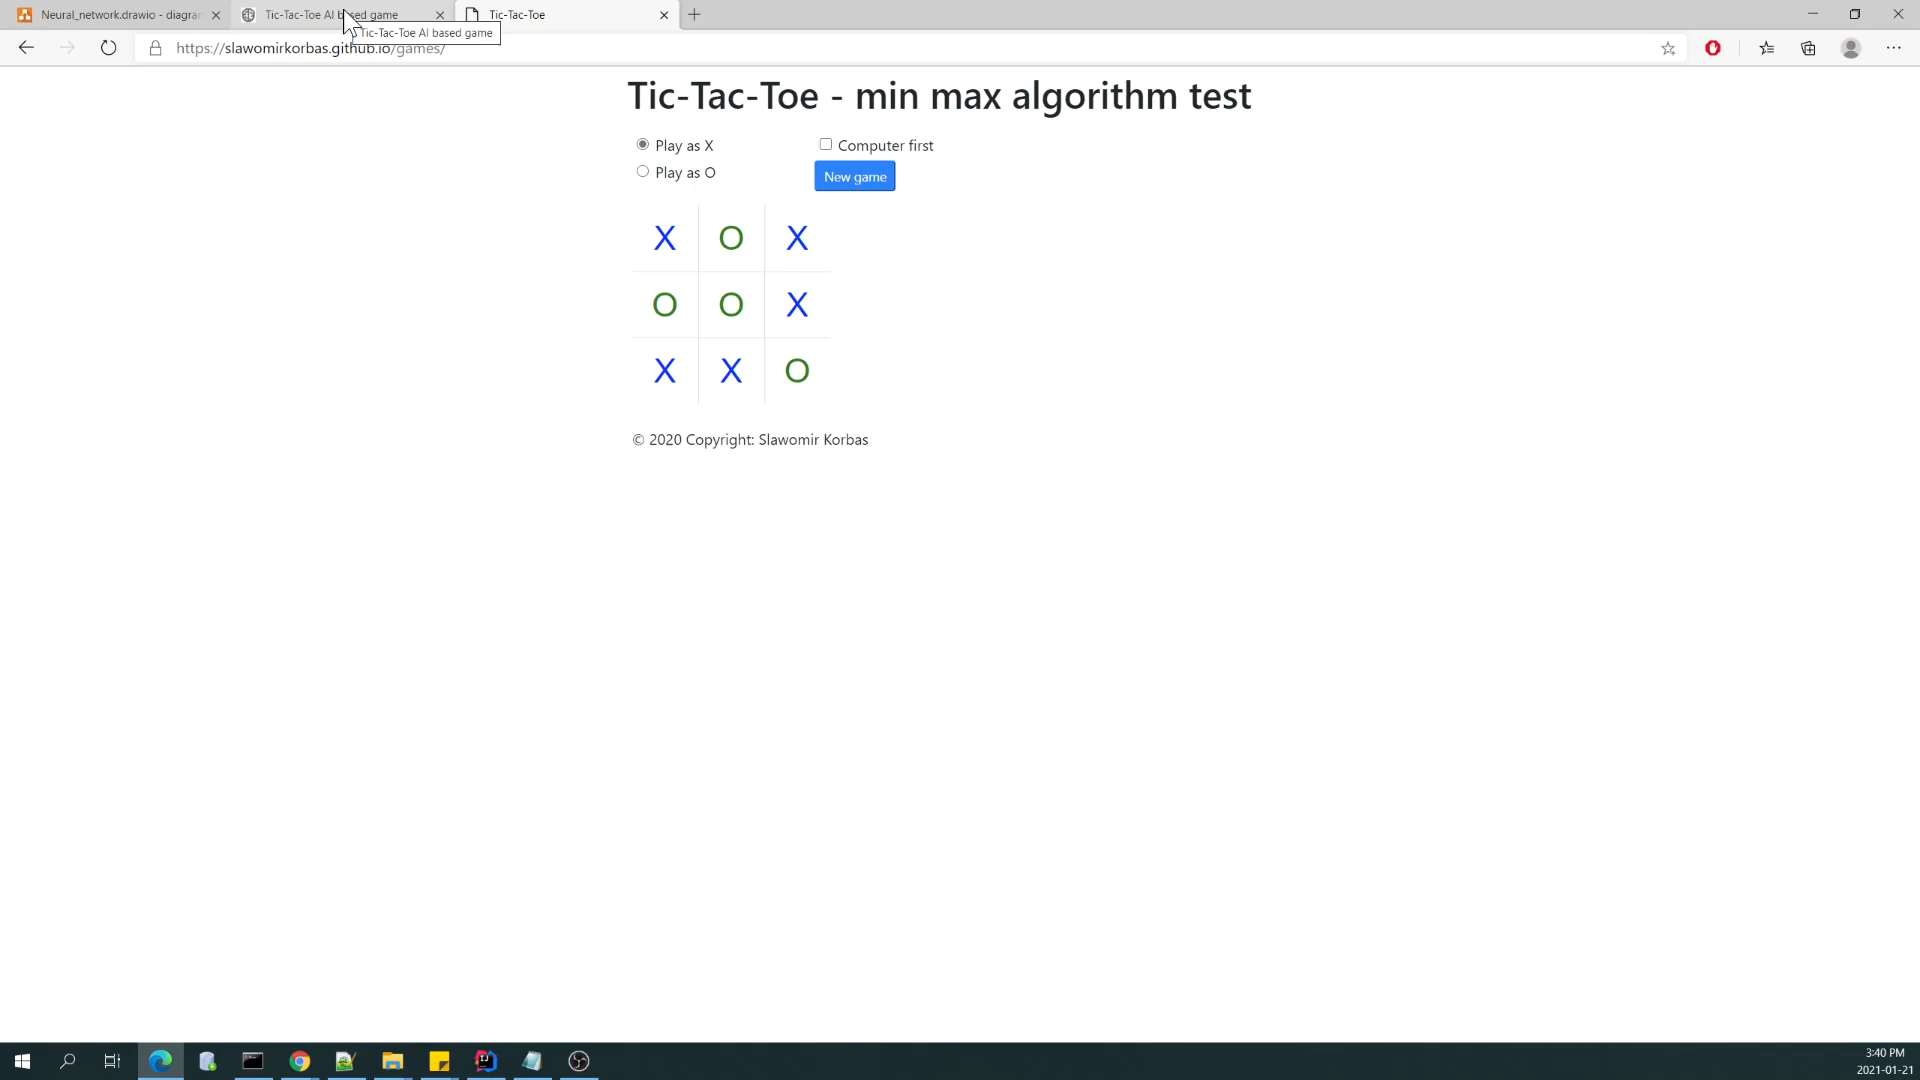 Neural_network.drawio - diagra
Tic-Tac-Toe AI based game
Tic-Tac-Toe
Tic-Tac-Toe AI based game
https://slawomirkorbas.github.io/games/
Tic-Tac-Toe - min max algorithm test
Play as X
Computer first
Play as O
New game
X O X
O O X
X X O
© 2020 Copyright: Slawomir Korbas
3:40 PM
2021-01-21